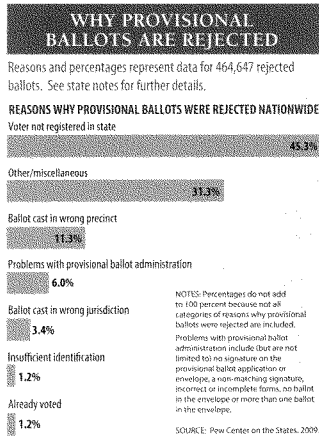 WHY PROVISIONAL
BALLOTS ARE REJECTED
Reasons and percentages represent data for 464,647 rejected
ballots. See state notes for further details.
REASONS WHY PROVISIONAL BALLOTS WERE REJECTED NATIONWIDE
Voter not registered in state
45.3%
Other/miscellaneous
31.3%
Ballot cast in wrong precinct
11.3%
Problems with provisional ballot administration
6.0%
Ballot cast in wrong jurisdiction
3.4%
Insufficient identification
1.2%
Already voted
1.2%
NOTES: Percentages do not add
to 100 percent because not all
categories of reasons why provisional
ballots were rejected are included.
Problems with provisional ballot
administration include (but are not
limited to) no signature on the
provisional ballot application or
envelope, a non-matching signature,
incorrect or incomplete forms, no ballot
in the envelope or more than one ballot
in the envelope.
SOURCE: Pew Center on the States, 2009.